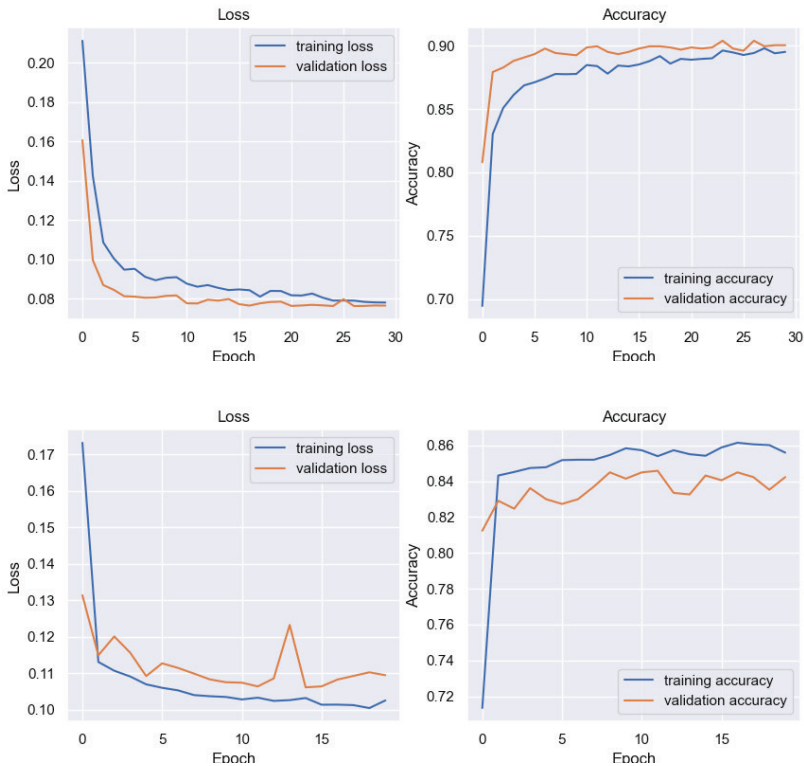 Loss
Accuracy
0.20
0.18
0.16
0.14
0.12
0.10
0.08
Loss
training loss
validation loss
0 5 10 15 20 25 30
Epoch
0.90
0.85
0.80
0.75
0.70
Accuracy
training accuracy
validation accuracy
0 5 10 15 20 25 30
Epoch
Loss
Accuracy
0.17
0.16
0.15
0.14
0.13
0.12
0.11
0.10
Loss
training loss
validation loss
0 5 10 15
Epoch
0.86
0.84
0.82
0.80
0.78
0.76
0.74
0.72
Accuracy
training accuracy
validation accuracy
0 5 10 15
Epoch